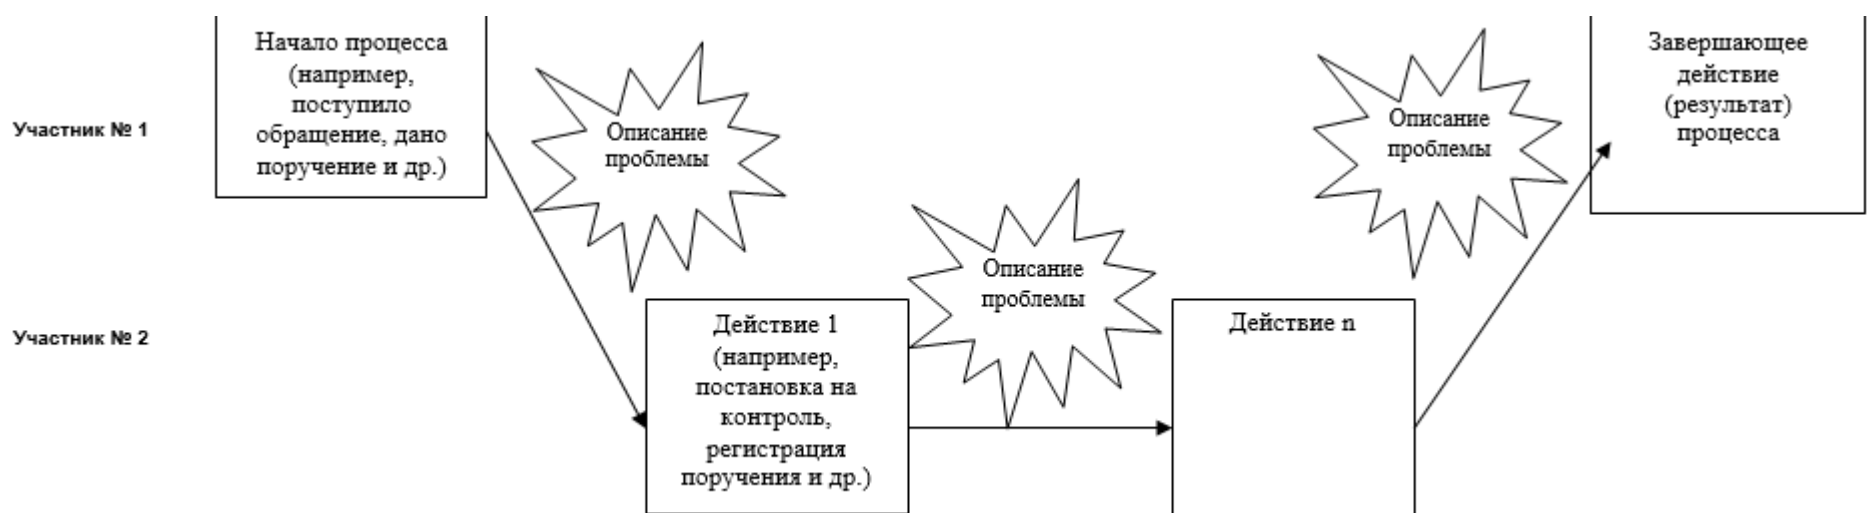 Начало процесса
(например,
поступило
обращение, дано
поручение и др.)
Участник № 1
Описание
проблемы
Описание
проблемы
Завершающее
действие
(результат)
процесса
Участник № 2
Действие 1
(например,
постановка на
контроль,
регистрация
поручения и др.)
Описание
проблемы
Действие n